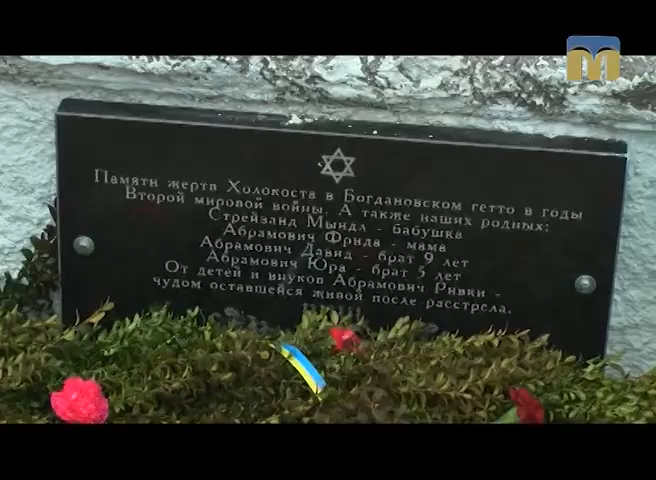 Памяти жертв Холокоста в Богдановском гетто в годы
Второй мировой войны. А также наших родных:
Стрейзанд Мындл - бабушка
Абрамович Фрида - мама
Абрамович Давид - брат 9 лет
Абрамович Юра - брат 5 лет
От детей и внуков Абрамович Ривки -
чудом оставшейся живой после расстрела.